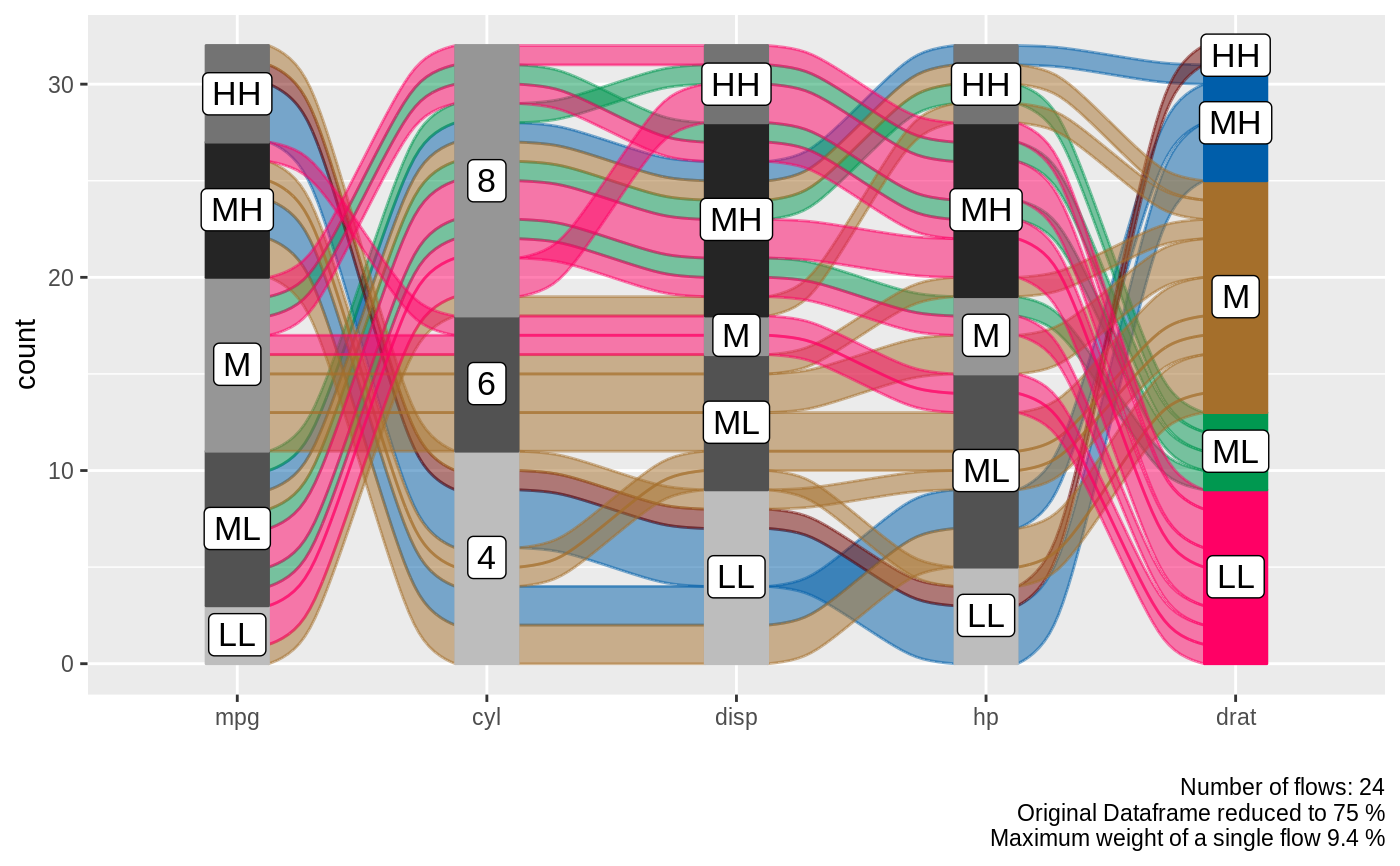 30
20
10
0
count
HH
MH
M
ML
LL
8
6
4
HH
MH
M
ML
LL
HH
MH
M
ML
LL
HH
MH
M
ML
LL
mpg cyl disp hp drat
Number of flows: 24
Original Dataframe reduced to 75 %
Maximum weight of a single flow 9.4 %